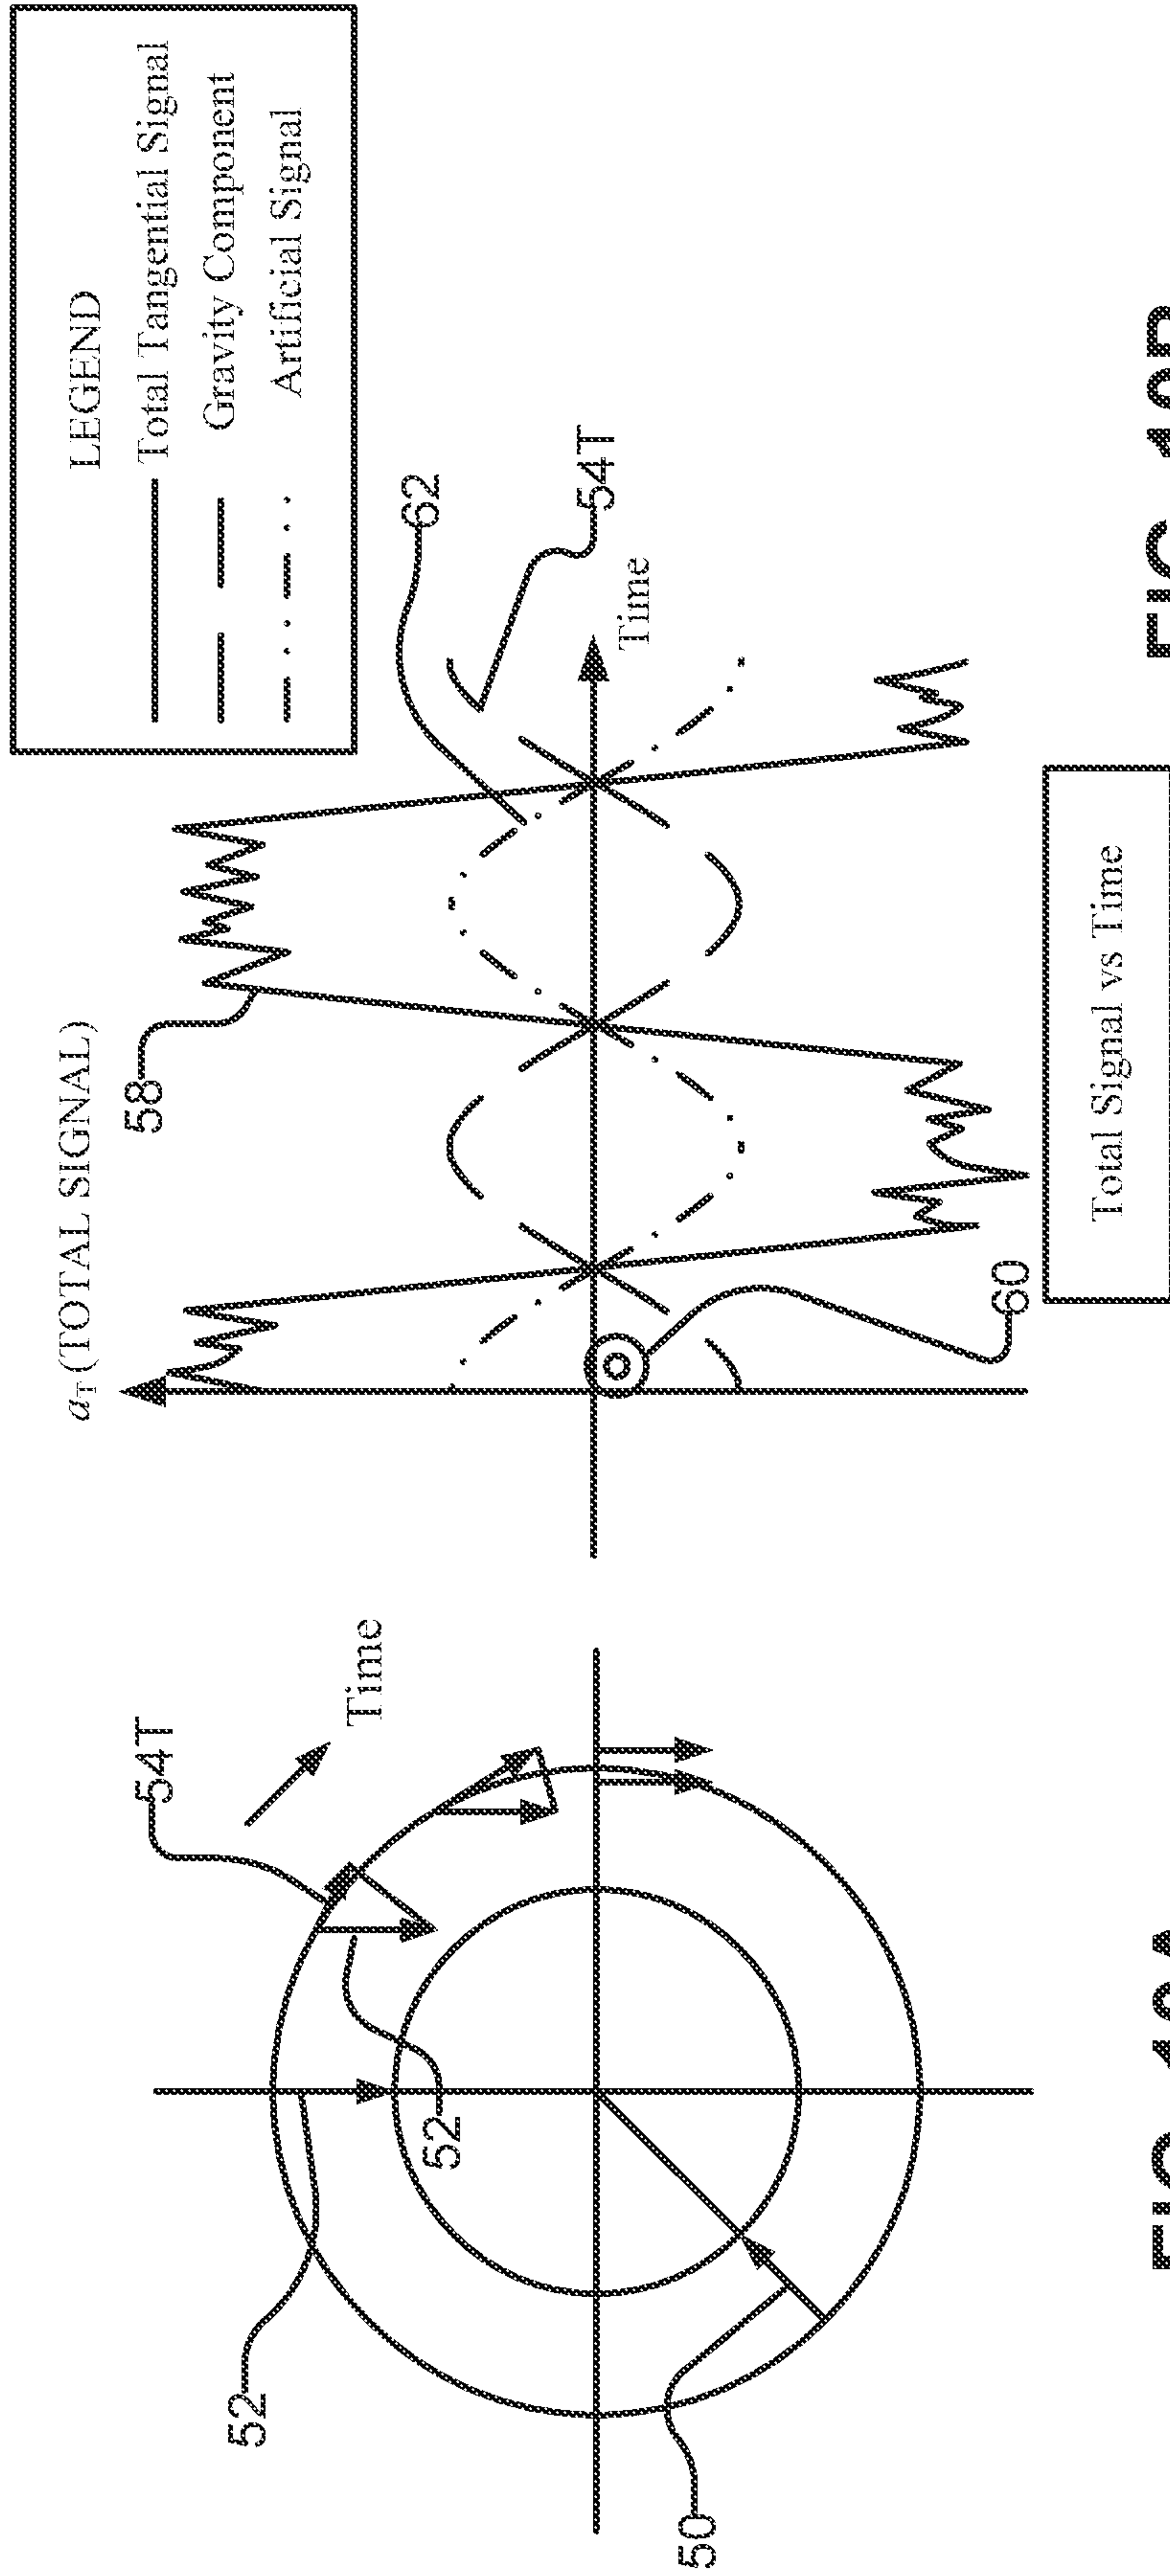 LEGEND
Total Tangential Signal
Gravity Component
Artificial Signal
a_T (TOTAL SIGNAL)
58
62
54T
Time
60
Total Signal vs Time
54T
Time
52
52
50